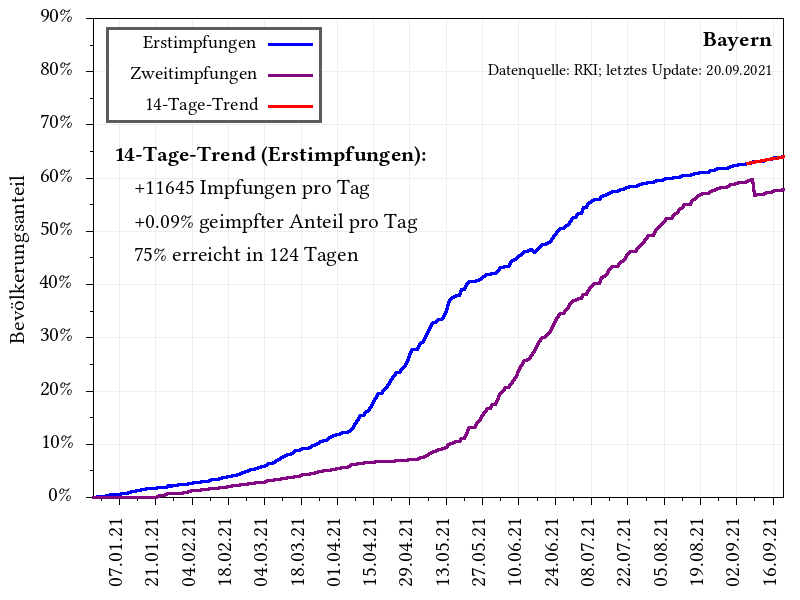 90%
80%
70%
60%
50%
40%
30%
20%
10%
0%
Bevölkerungsanteil
Erstimpfungen
Zweitimpfungen
14-Tage-Trend
Bayern
Datenquelle: RKI; letztes Update: 20.09.2021
14-Tage-Trend (Erstimpfungen):
+11645 Impfungen pro Tag
+0.09% geimpfter Anteil pro Tag
75% erreicht in 124 Tagen
07.01.21
21.01.21
04.02.21
18.02.21
04.03.21
18.03.21
01.04.21
15.04.21
29.04.21
13.05.21
27.05.21
10.06.21
24.06.21
08.07.21
22.07.21
05.08.21
19.08.21
02.09.21
16.09.21